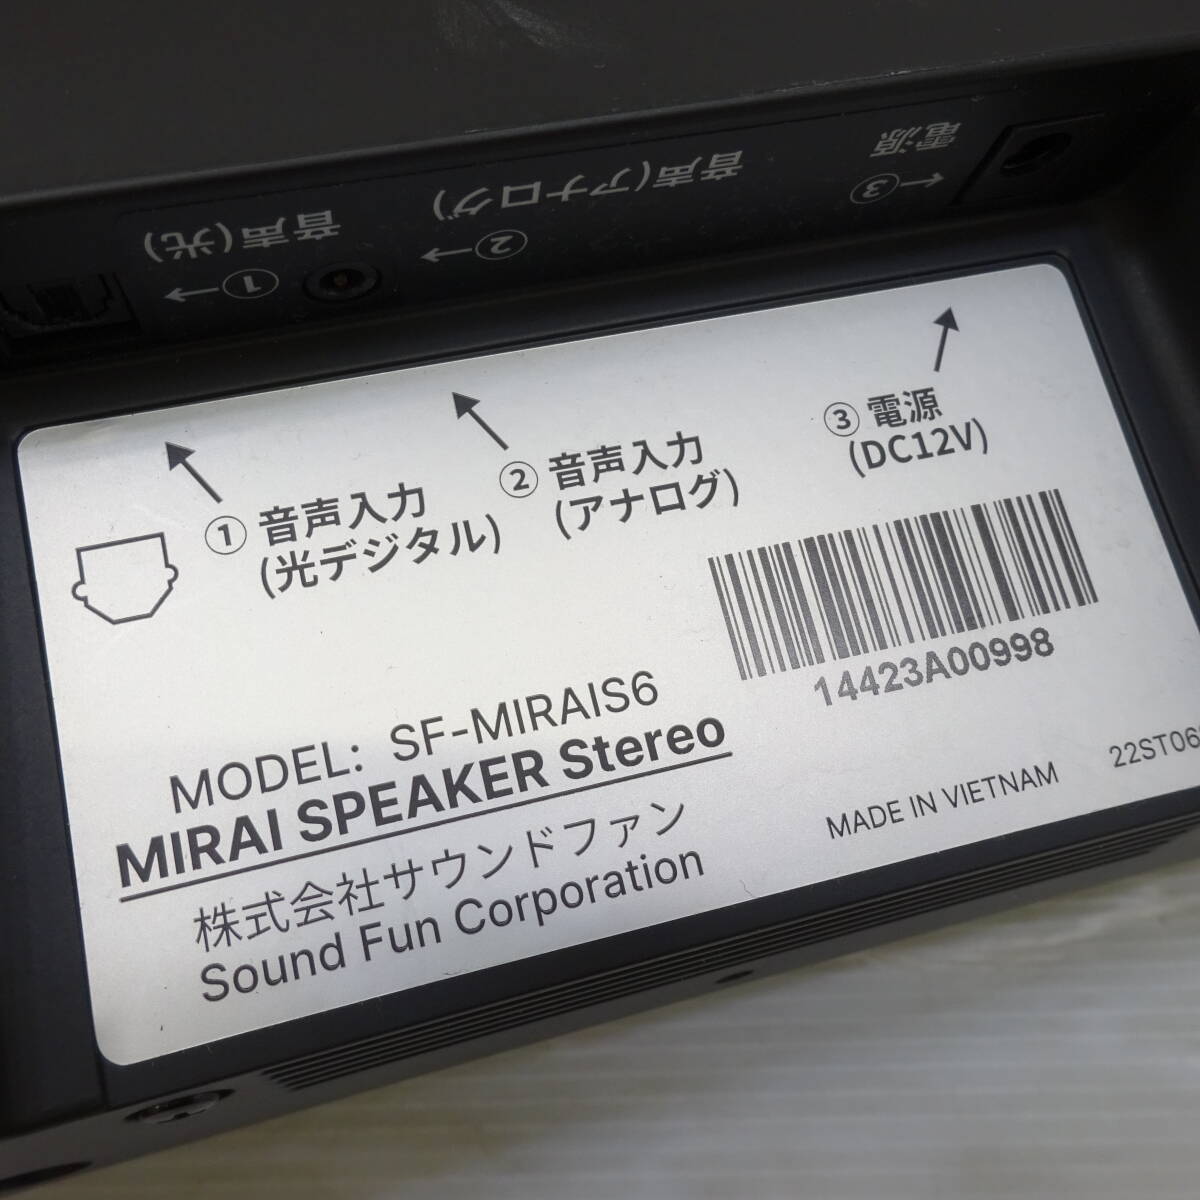 音声(光)
①→
音声(アナログ)
②→
電源
③→
① 音声入力
(光デジタル)
② 音声入力
(アナログ)
③ 電源
(DC12V)
14423A00998
MODEL: SF-MIRAIS6
MIRAI SPEAKER Stereo
株式会社サウンドファン
Sound Fun Corporation
MADE IN VIETNAM